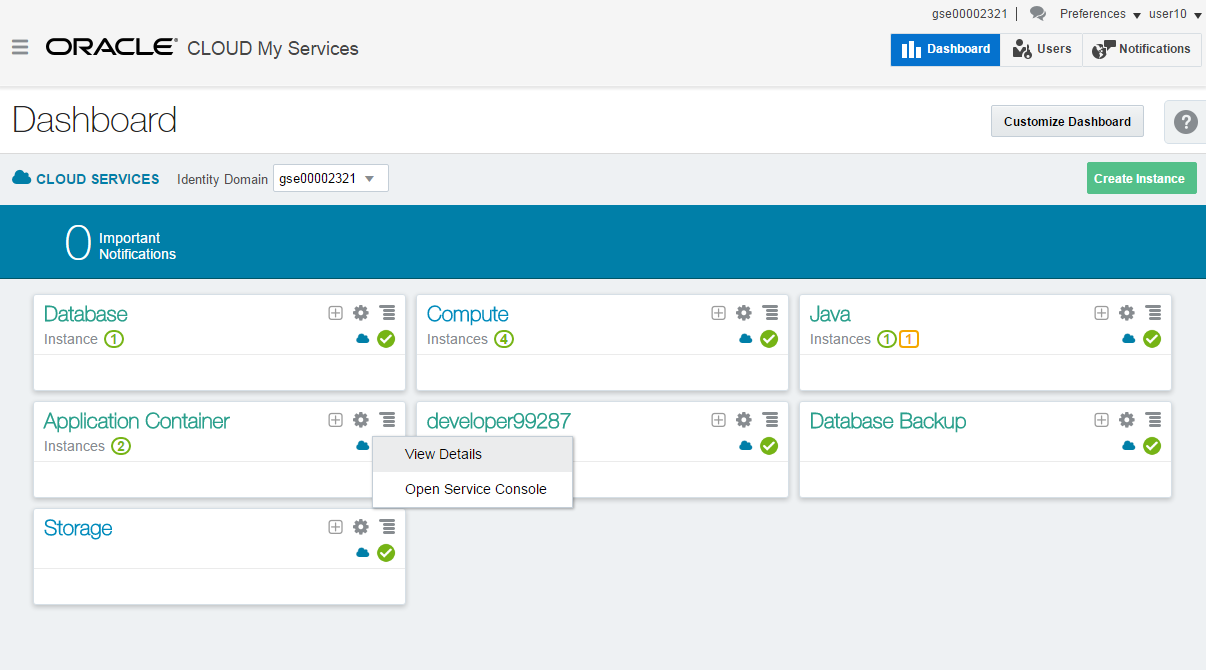 gse00002321 Preferences user10
ORACLE® CLOUD My Services
Dashboard Users Notifications
Dashboard
Customize Dashboard
?
CLOUD SERVICES Identity Domain gse00002321
Create Instance
0 Important
Notifications
Database
Instance 1
Compute
Instances 4
Java
Instances 1 1
Application Container
Instances 2
developer99287
Database Backup
View Details
Open Service Console
Storage